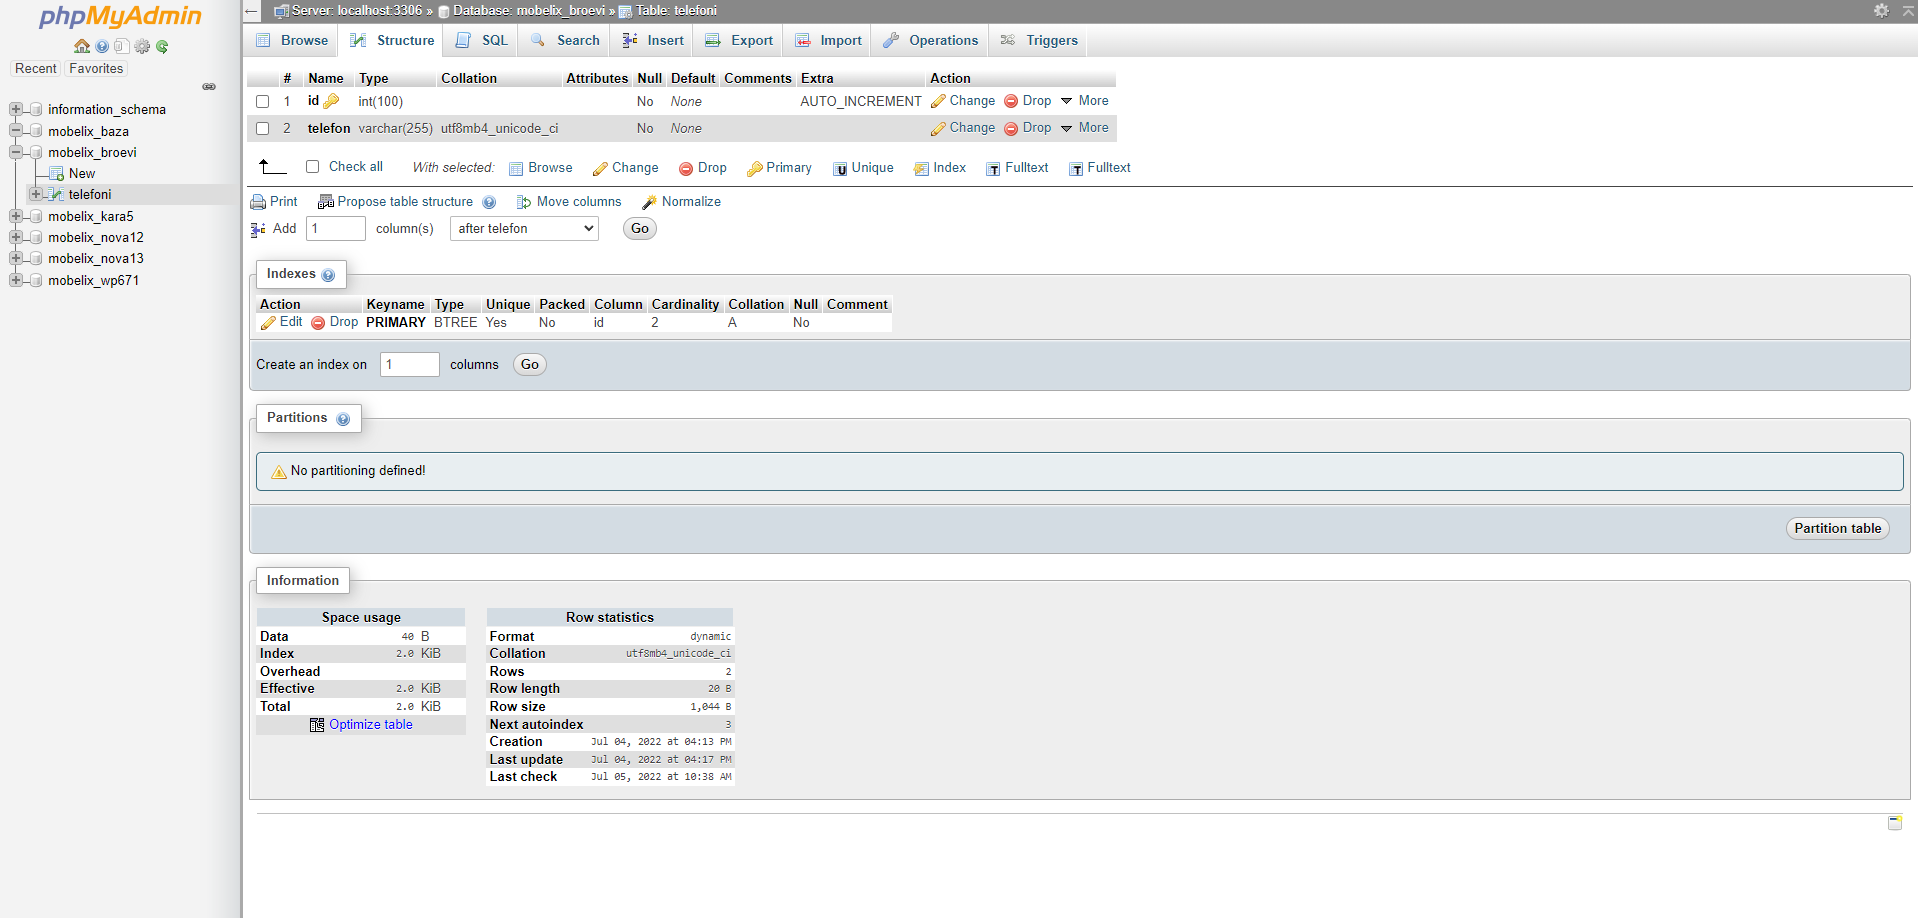 phpMyAdmin
Recent Favorites
information_schema
mobelix_baza
mobelix_broevi
New
telefoni
mobelix_kara5
mobelix_nova12
mobelix_nova13
mobelix_wp671
Server: localhost:3306 » Database: mobelix_broevi » Table: telefoni
Browse Structure SQL Search Insert Export Import Operations Triggers
# Name Type Collation Attributes Null Default Comments Extra Action
1 id int(100) No None AUTO_INCREMENT Change Drop More
2 telefon varchar(255) utf8mb4_unicode_ci No None Change Drop More
Check all With selected: Browse Change Drop Primary Unique Index Fulltext Fulltext
Print Propose table structure Move columns Normalize
Add 1 column(s) after telefon Go
Indexes
Action Keyname Type Unique Packed Column Cardinality Collation Null Comment
Edit Drop PRIMARY BTREE Yes No id 2 A No
Create an index on 1 columns Go
Partitions
No partitioning defined!
Partition table
Information
Space usage
Data 40 B
Index 2.0 KiB
Overhead
Effective 2.0 KiB
Total 2.0 KiB
Optimize table
Row statistics
Format dynamic
Collation utf8mb4_unicode_ci
Rows 2
Row length 20 B
Row size 1,044 B
Next autoindex 3
Creation Jul 04, 2022 at 04:13 PM
Last update Jul 04, 2022 at 04:17 PM
Last check Jul 05, 2022 at 10:38 AM